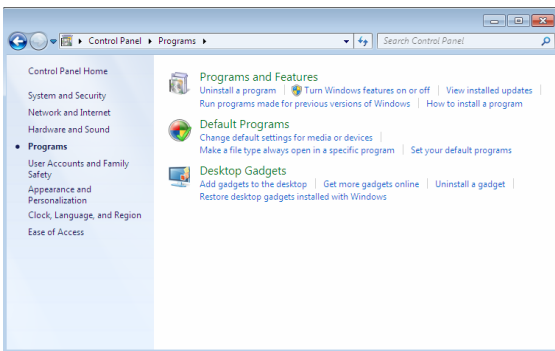 Control Panel Programs
Search Control Panel
Control Panel Home
System and Security
Network and Internet
Hardware and Sound
Programs
User Accounts and Family
Safety
Appearance and
Personalization
Clock, Language, and Region
Ease of Access
Programs and Features
Uninstall a program Turn Windows features on or off View installed updates
Run programs made for previous versions of Windows How to install a program
Default Programs
Change default settings for media or devices
Make a file type always open in a specific program Set your default programs
Desktop Gadgets
Add gadgets to the desktop Get more gadgets online Uninstall a gadget
Restore desktop gadgets installed with Windows